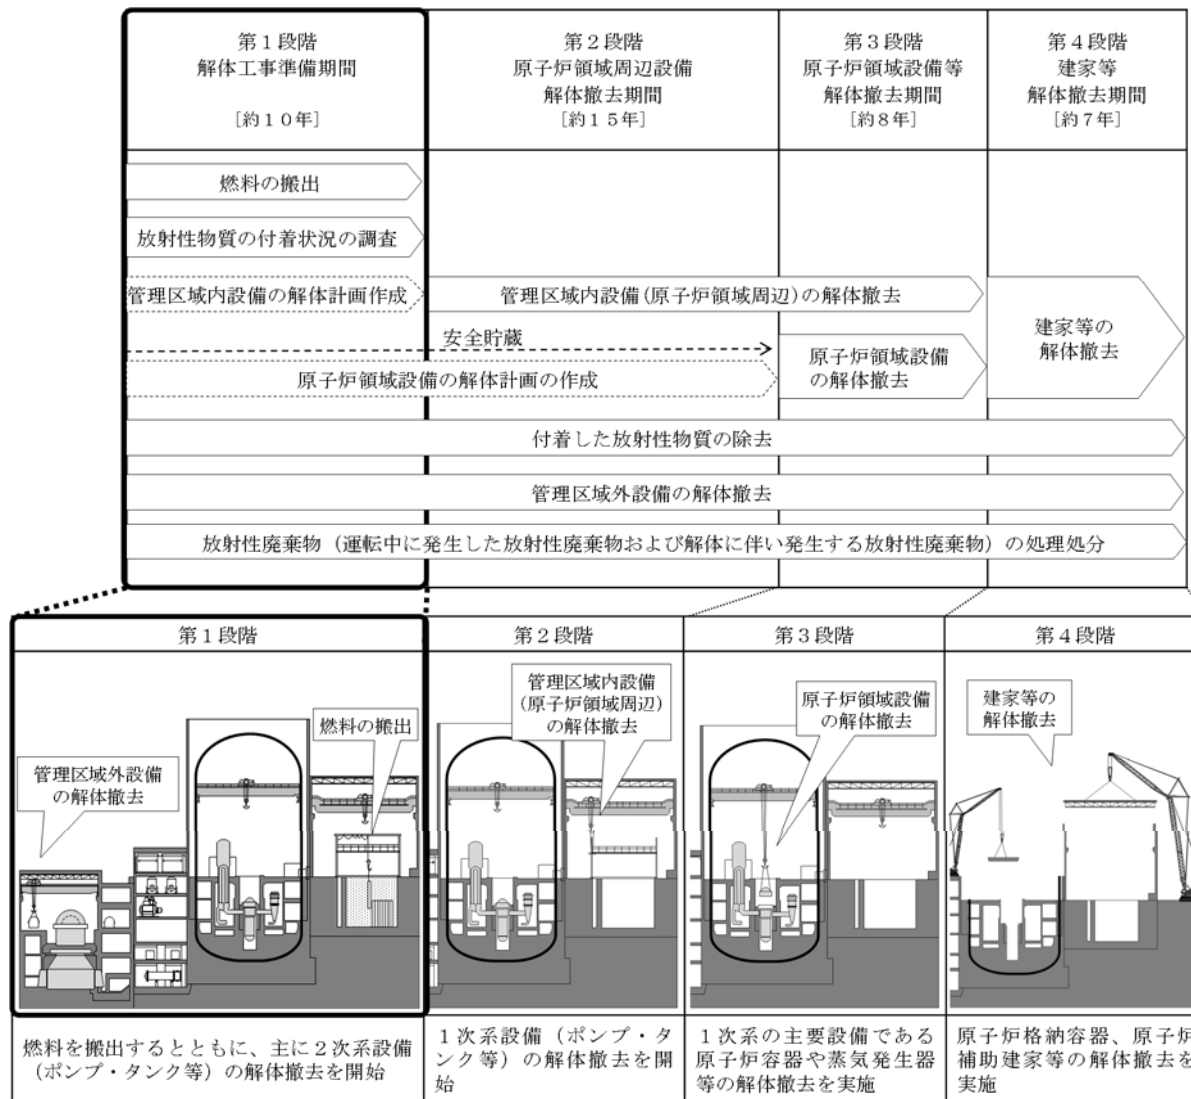 第１段階
解体工事準備期間
［約１０年］
第２段階
原子炉領域周辺設備
解体撤去期間
［約１５年］
第３段階
原子炉領域設備等
解体撤去期間
［約８年］
第４段階
建家等
解体撤去期間
［約７年］
燃料の搬出
放射性物質の付着状況の調査
管理区域内設備の解体計画作成
管理区域内設備(原子炉領域周辺)の解体撤去
建家等の
解体撤去
安全貯蔵
原子炉領域設備
の解体撤去
原子炉領域設備の解体計画の作成
付着した放射性物質の除去
管理区域外設備の解体撤去
放射性廃棄物（運転中に発生した放射性廃棄物および解体に伴い発生する放射性廃棄物）の処理処分
第１段階
第２段階
第３段階
第４段階
管理区域外設備
の解体撤去
燃料の搬出
管理区域内設備
(原子炉領域周辺)
の解体撤去
原子炉領域設備
の解体撤去
建家等の
解体撤去
燃料を搬出するとともに、主に２次系設備
（ポンプ・タンク等）の解体撤去を開始
１次系設備（ポンプ・タ
ンク等）の解体撤去を開
始
１次系の主要設備である
原子炉容器や蒸気発生器
等の解体撤去を実施
原子炉格納容器、原子炉
補助建家等の解体撤去を
実施